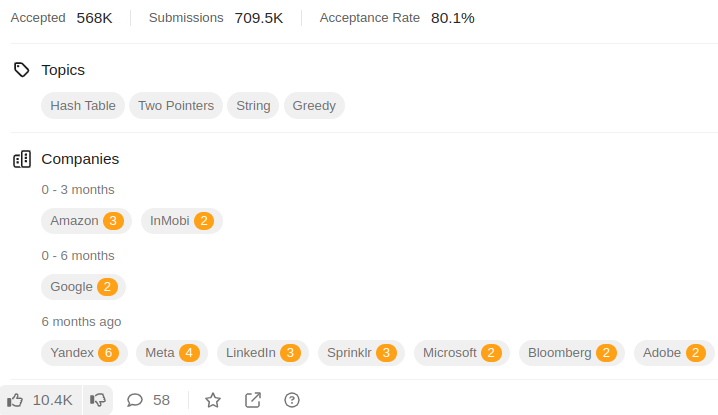 Accepted 568K Submissions 709.5K Acceptance Rate 80.1%
Topics
Hash Table Two Pointers String Greedy
Companies
0 - 3 months
Amazon 3 InMobi 2
0 - 6 months
Google 2
6 months ago
Yandex 6 Meta 4 LinkedIn 3 Sprinklr 3 Microsoft 2 Bloomberg 2 Adobe 2
10.4K 58